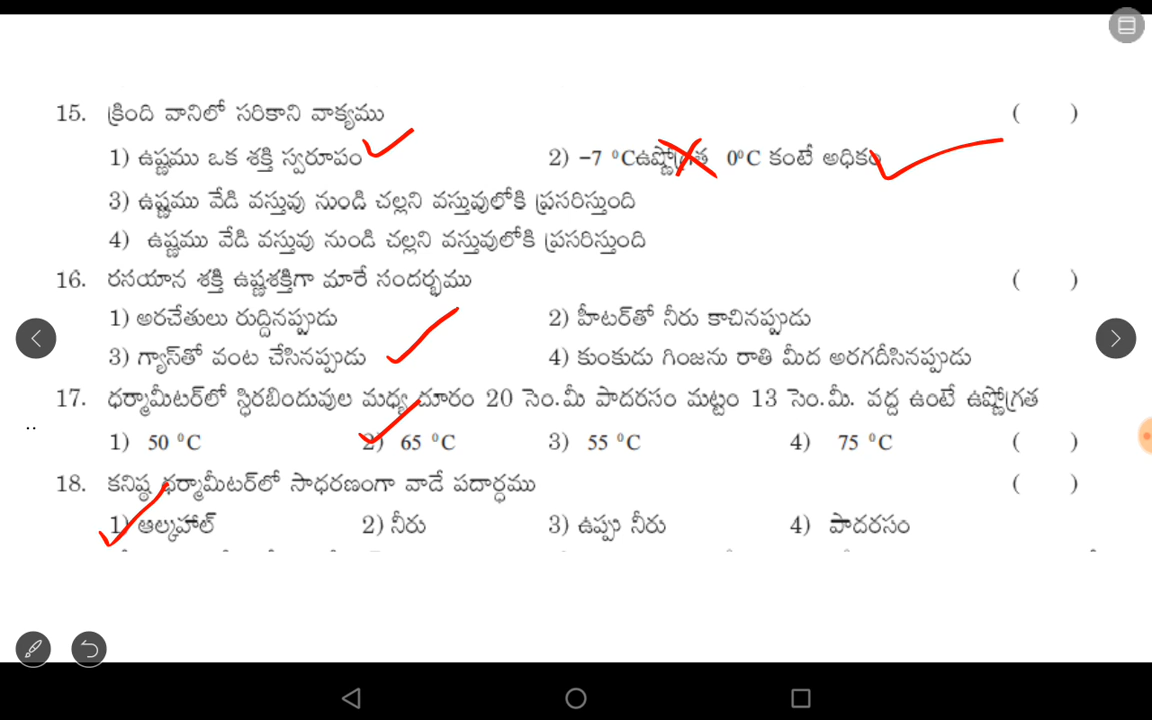 15. క్రింది వానిలో సరికాని వాక్యము ( )
1) ఉష్ణము ఒక శక్తి స్వరూపం 2) –7 ⁰C ఉష్ణోగ్రత 0⁰C కంటే అధికం
3) ఉష్ణము వేడి వస్తువు నుండి చల్లని వస్తువులోకి ప్రసరిస్తుంది
4) ఉష్ణము వేడి వస్తువు నుండి చల్లని వస్తువులోకి ప్రసరిస్తుంది
16. రసయాన శక్తి ఉష్ణశక్తిగా మారే సందర్భము ( )
1) అరచేతులు రుద్దినప్పుడు 2) హీటర్‌తో నీరు కాచినప్పుడు
3) గ్యాస్‌తో వంట చేసినప్పుడు 4) కుంకుడు గింజను రాతి మీద అరగదీసినప్పుడు
17. థర్మామీటర్‌లో స్థిరబిందువుల మధ్య దూరం 20 సెం.మీ పాదరసం మట్టం 13 సెం.మీ. వద్ద ఉంటే ఉష్ణోగ్రత
1) 50 ⁰C 2) 65 ⁰C 3) 55 ⁰C 4) 75 ⁰C ( )
18. కనిష్ఠ థర్మామీటర్‌లో సాధరణంగా వాడే పదార్థము ( )
1) ఆల్కహాల్ 2) నీరు 3) ఉప్పు నీరు 4) పాదరసం